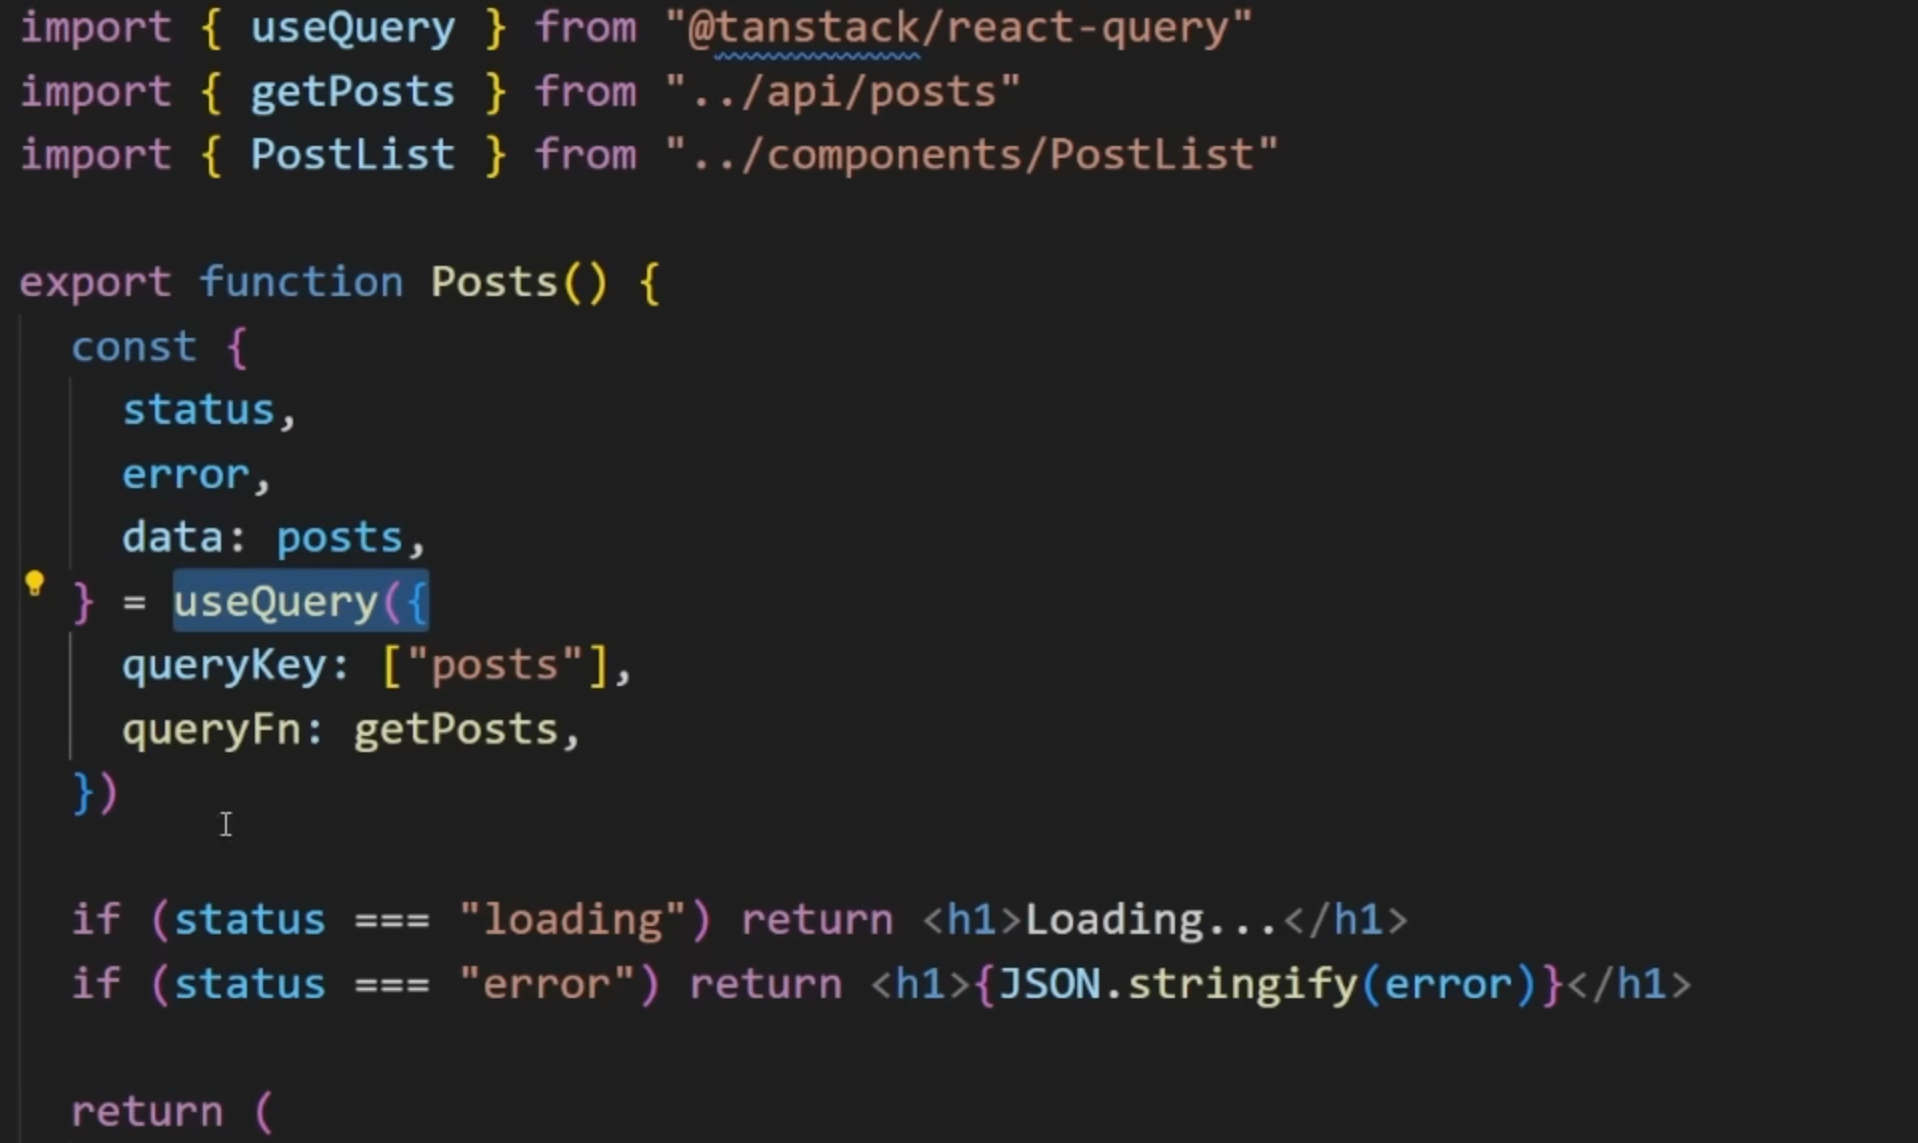 import { useQuery } from "@tanstack/react-query"
import { getPosts } from "../api/posts"
import { PostList } from "../components/PostList"
export function Posts() {
const {
status,
error,
data: posts,
} = useQuery({
queryKey: ["posts"],
queryFn: getPosts,
})
if (status === "loading") return <h1>Loading...</h1>
if (status === "error") return <h1>{JSON.stringify(error)}</h1>
return (